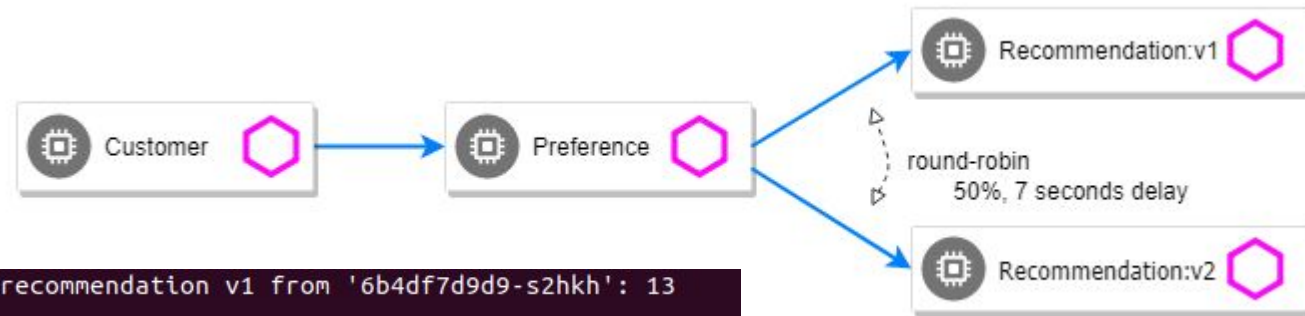 Recommendation:v1
Customer
Preference
round-robin
50%, 7 seconds delay
Recommendation:v2
recommendation v1 from '6b4df7d9d9-s2hkh': 13